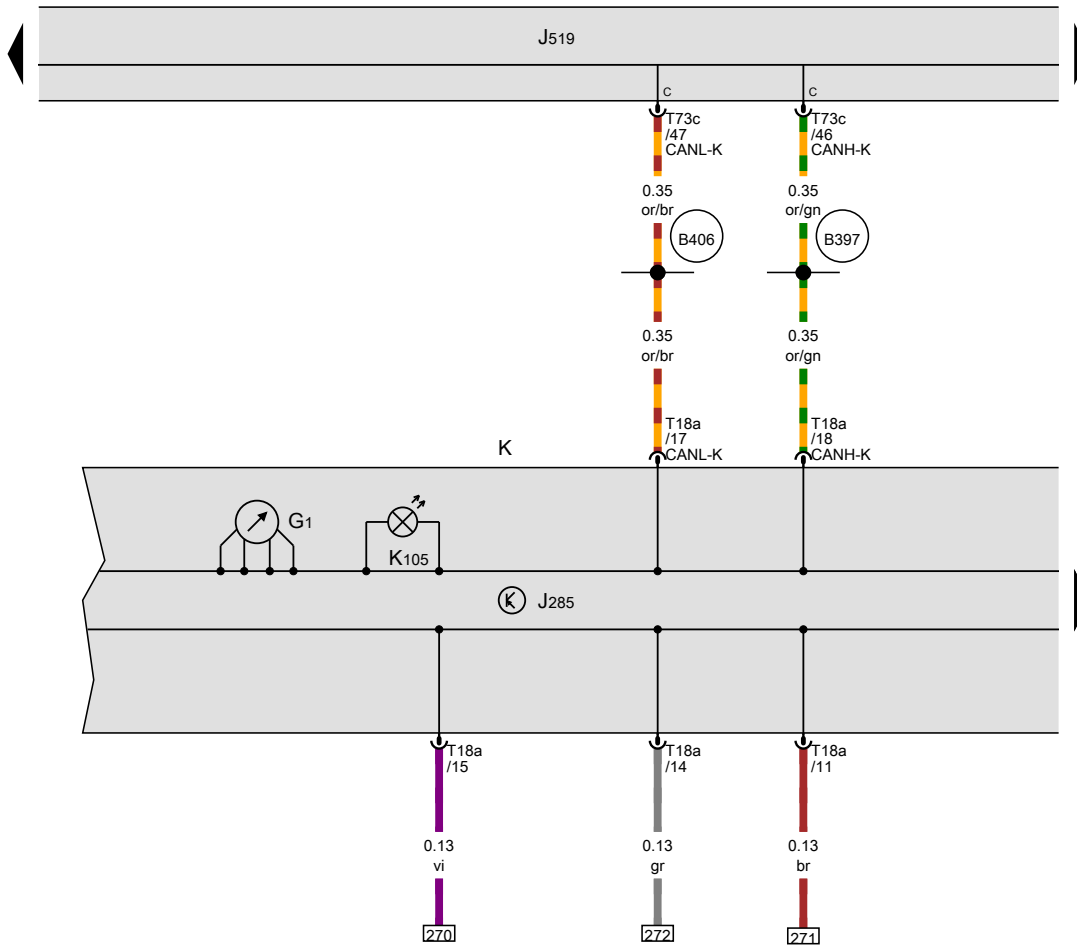 J519
C
C
T73c
/47
CANL-K
T73c
/46
CANH-K
0.35
or/br
0.35
or/gn
B406
B397
0.35
or/br
0.35
or/gn
T18a
/17
CANL-K
T18a
/18
CANH-K
K
G1
K105
K
J285
T18a
/15
T18a
/14
T18a
/11
0.13
vi
0.13
gr
0.13
br
270
272
271